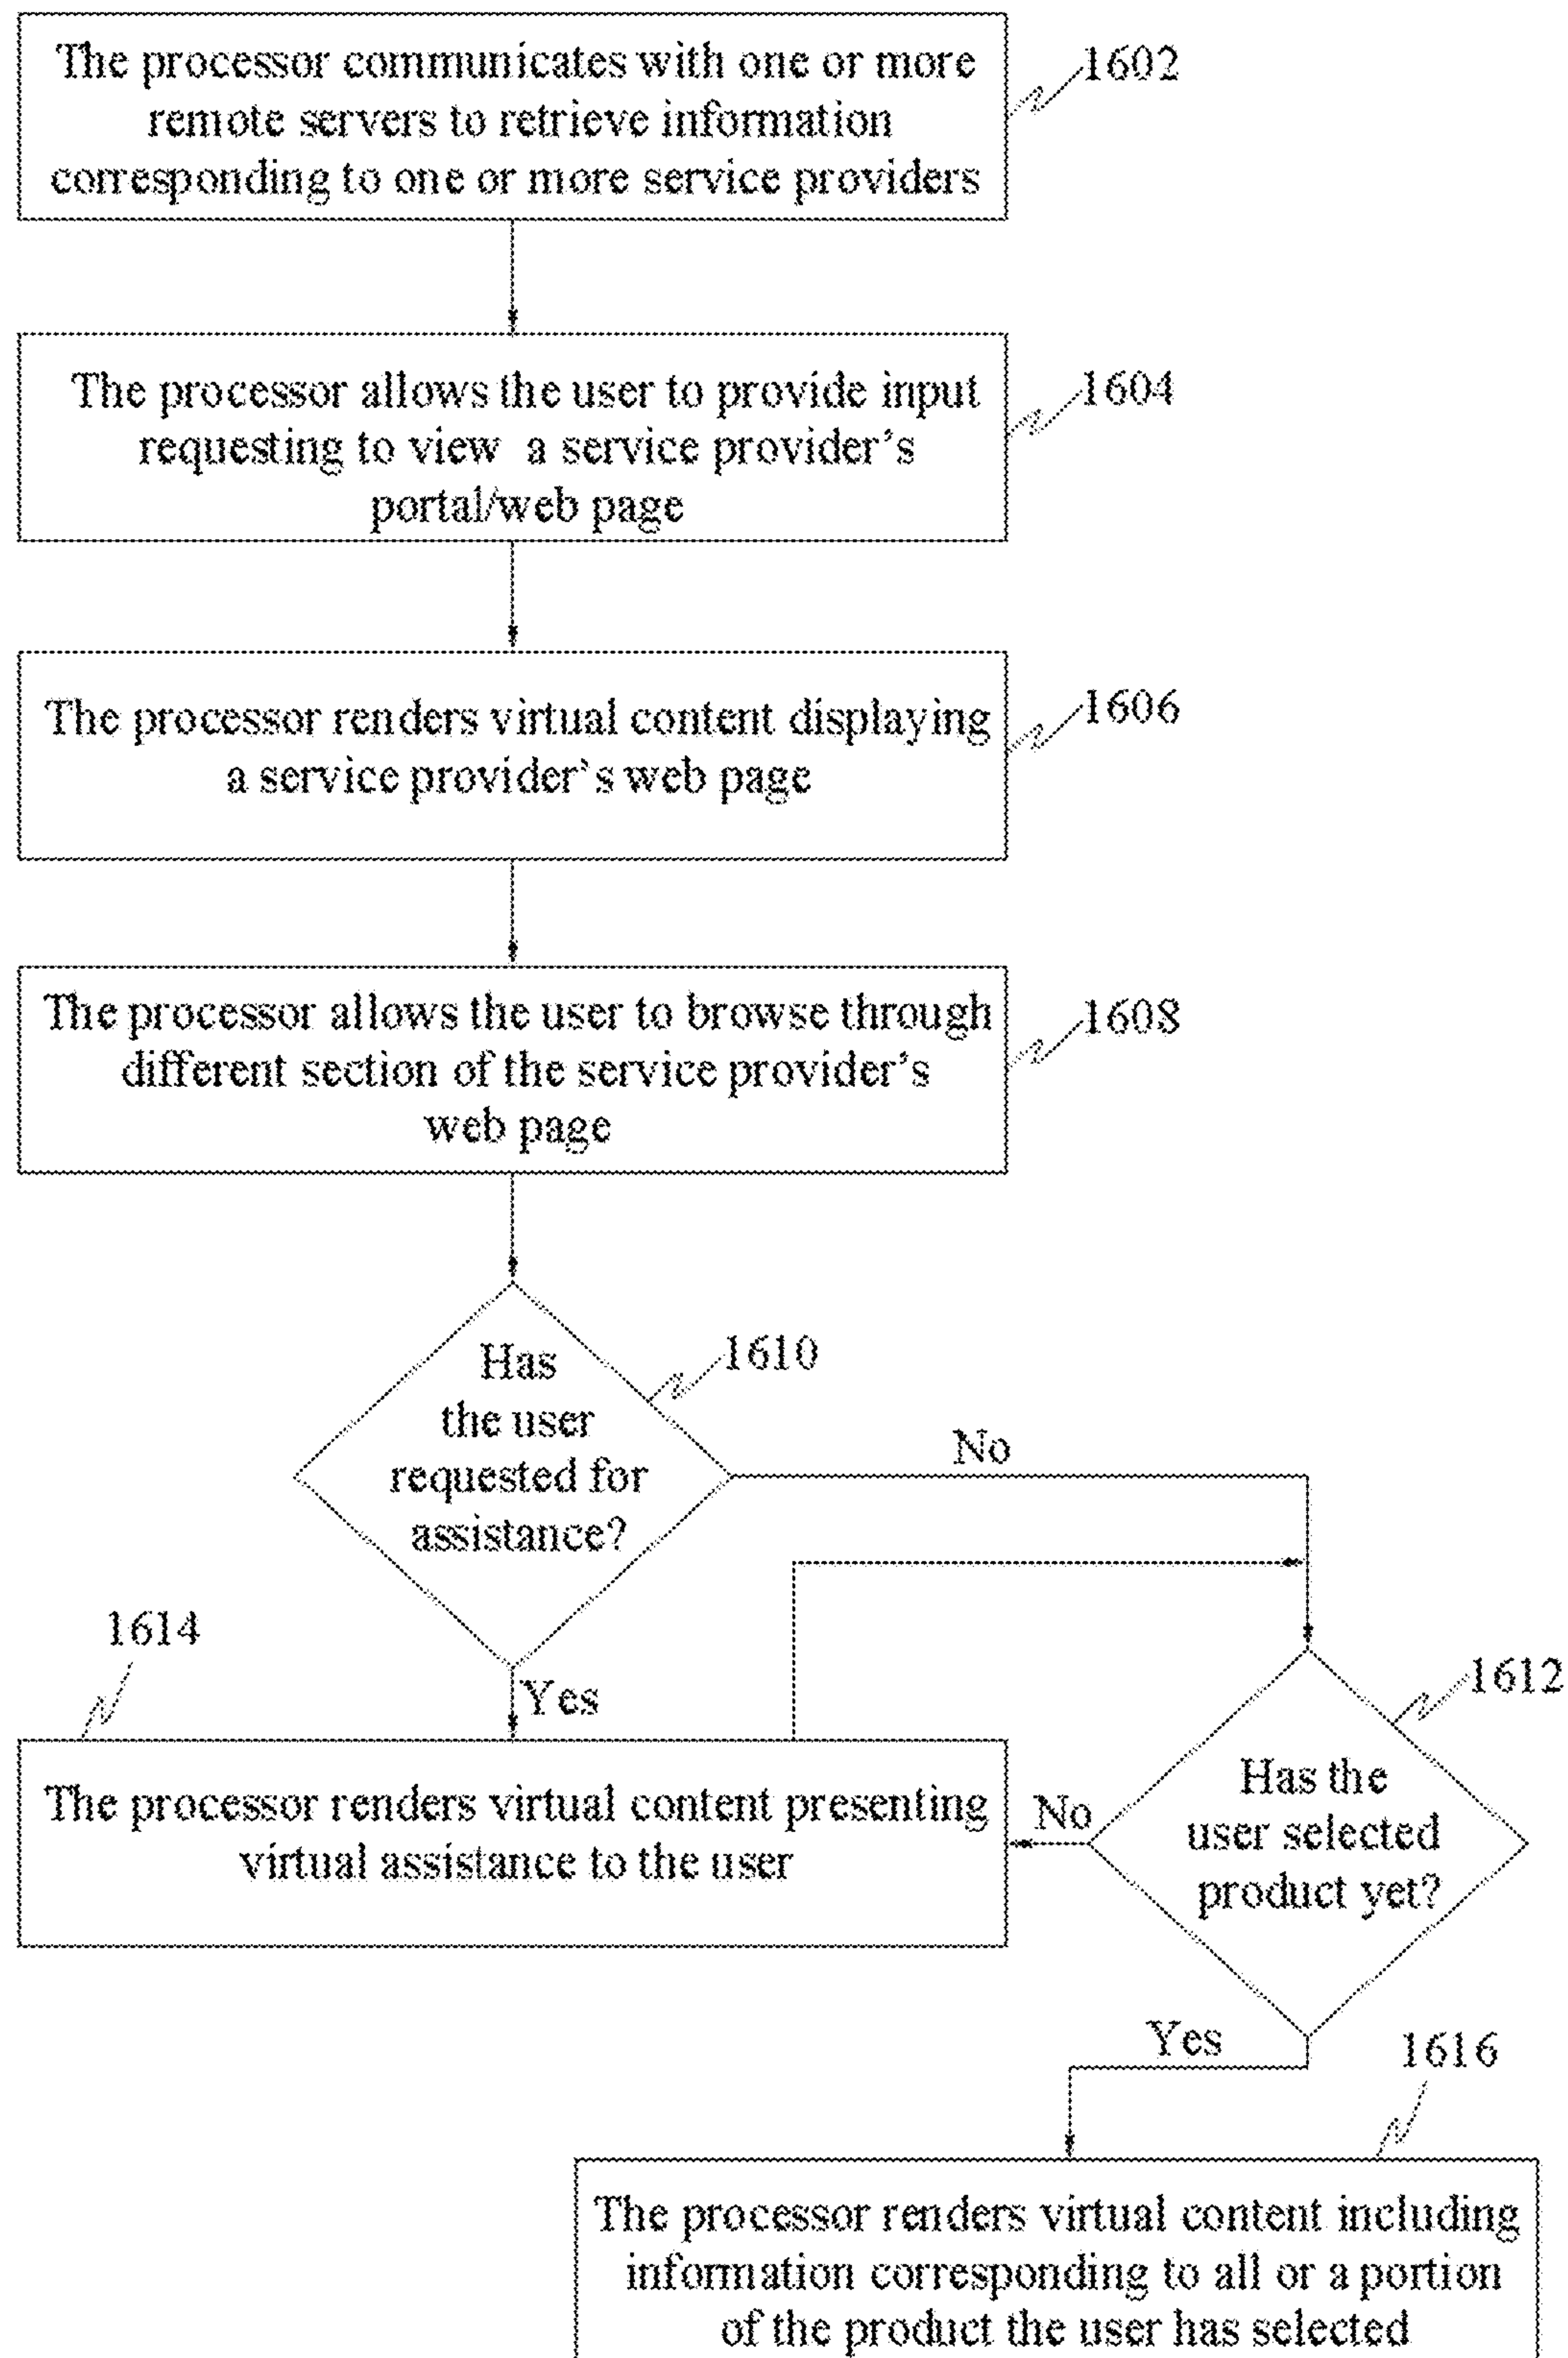 The processor communicates with one or more
remote servers to retrieve information
corresponding to one or more service providers
1602
The processor allows the user to provide input
requesting to view a service provider's
portal/web page
1604
The processor renders virtual content displaying
a service provider's web page
1606
The processor allows the user to browse through
different section of the service provider's
web page
1608
Has
the user
requested for
assistance?
1610
No
Yes
1614
The processor renders virtual content presenting
virtual assistance to the user
No
Has the
user selected
product yet?
1612
Yes
1616
The processor renders virtual content including
information corresponding to all or a portion
of the product the user has selected